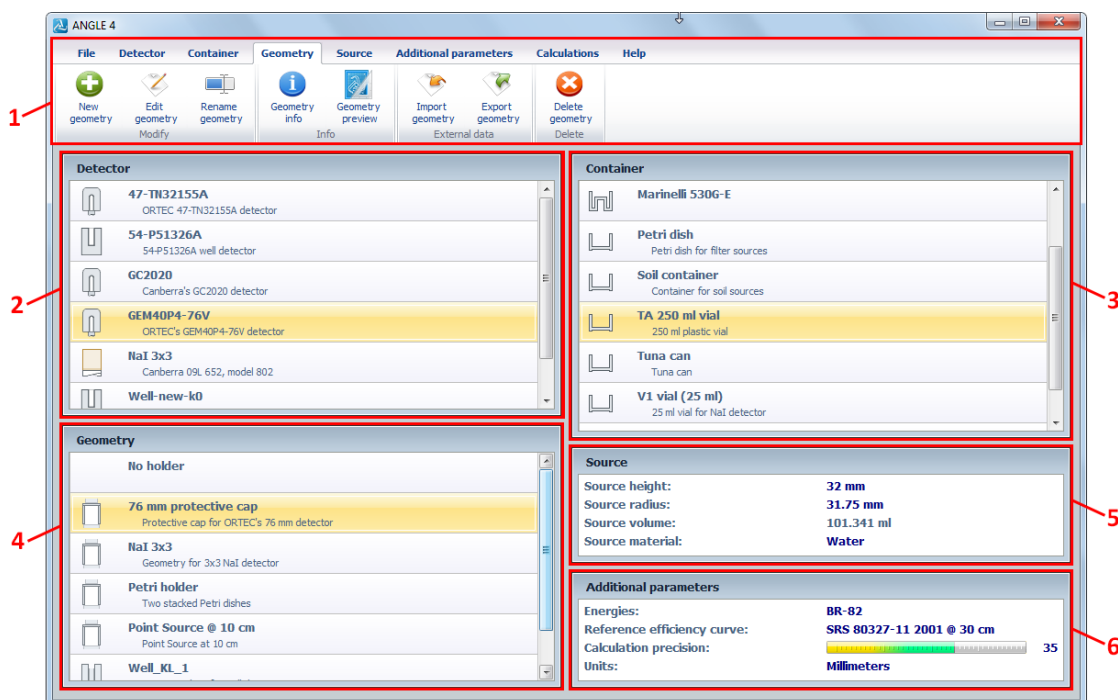 ANGLE 4
File Detector Container Geometry Source Additional parameters Calculations Help
New geometry
Edit geometry
Rename geometry
Modify
Geometry info
Geometry preview
Info
Import geometry
Export geometry
External data
Delete geometry
Delete
1
Detector
47-TN32155A
ORTEC 47-TN32155A detector
54-P51326A
54-P51326A well detector
GC2020
Canberra's GC2020 detector
GEM40P4-76V
ORTEC's GEM40P4-76V detector
NaI 3x3
Canberra 09L 652, model 802
Well-new-k0
2
Container
Marinelli 530G-E
Petri dish
Petri dish for filter sources
Soil container
Container for soil sources
TA 250 ml vial
250 ml plastic vial
Tuna can
Tuna can
V1 vial (25 ml)
25 ml vial for NaI detector
3
Geometry
No holder
76 mm protective cap
Protective cap for ORTEC's 76 mm detector
NaI 3x3
Geometry for 3x3 NaI detector
Petri holder
Two stacked Petri dishes
Point Source @ 10 cm
Point Source at 10 cm
Well_KL_1
4
Source
Source height: 32 mm
Source radius: 31.75 mm
Source volume: 101.341 ml
Source material: Water
5
Additional parameters
Energies: BR-82
Reference efficiency curve: SRS 80327-11 2001 @ 30 cm
Calculation precision: 35
Units: Millimeters
6